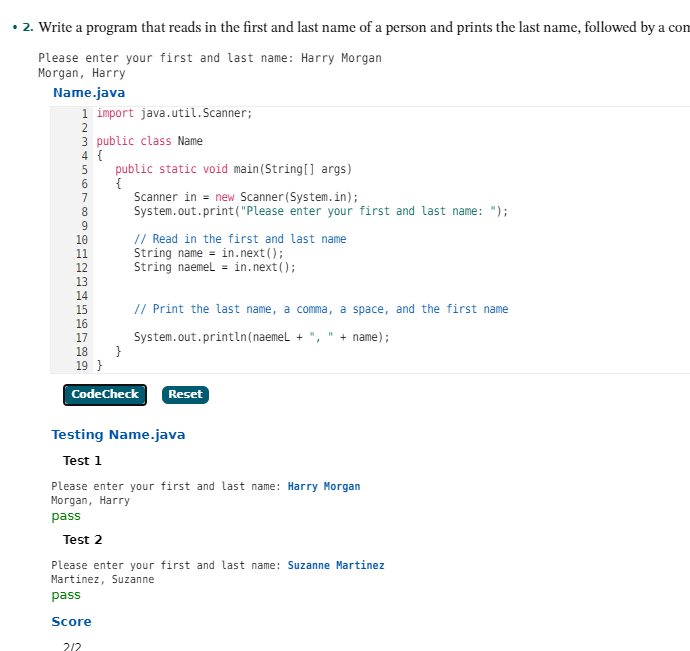 • 2. Write a program that reads in the first and last name of a person and prints the last name, followed by a
Please enter your first and last name: Harry Morgan
Morgan, Harry
Name.java
1 import java.util.Scanner;
2
3 public class Name
4 {
5 public static void main(String[] args)
6 {
7 Scanner in = new Scanner(System.in);
8 System.out.print("Please enter your first and last name: ");
9
10 // Read in the first and last name
11 String name = in.next();
12 String naemeL = in.next();
13
14
15 // Print the last name, a comma, a space, and the first name
16
17 System.out.println(naemeL + ", " + name);
18 }
19 }
CodeCheck Reset
Testing Name.java
Test 1
Please enter your first and last name: Harry Morgan
Morgan, Harry
pass
Test 2
Please enter your first and last name: Suzanne Martinez
Martinez, Suzanne
pass
Score
2/2